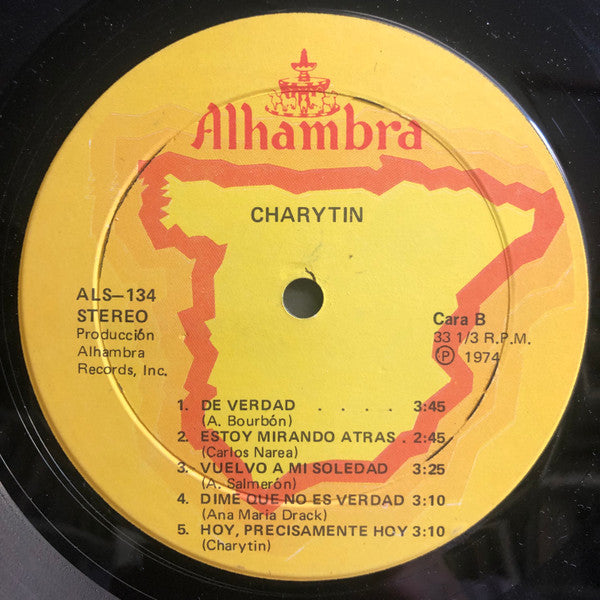 Alhambra
CHARYTIN
ALS—134
STEREO
Producción
Alhambra
Records, Inc.
Cara B
33 1/3 R.P.M.
Ⓟ 1974
1. DE VERDAD . . . . 3:45
(A. Bourbón)
2. ESTOY MIRANDO ATRAS . 2:45
(Carlos Narea)
3. VUELVO A MI SOLEDAD 3:25
(A. Salmerón)
4. DIME QUE NO ES VERDAD 3:10
(Ana Maria Drack)
5. HOY, PRECISAMENTE HOY 3:10
(Charytin)